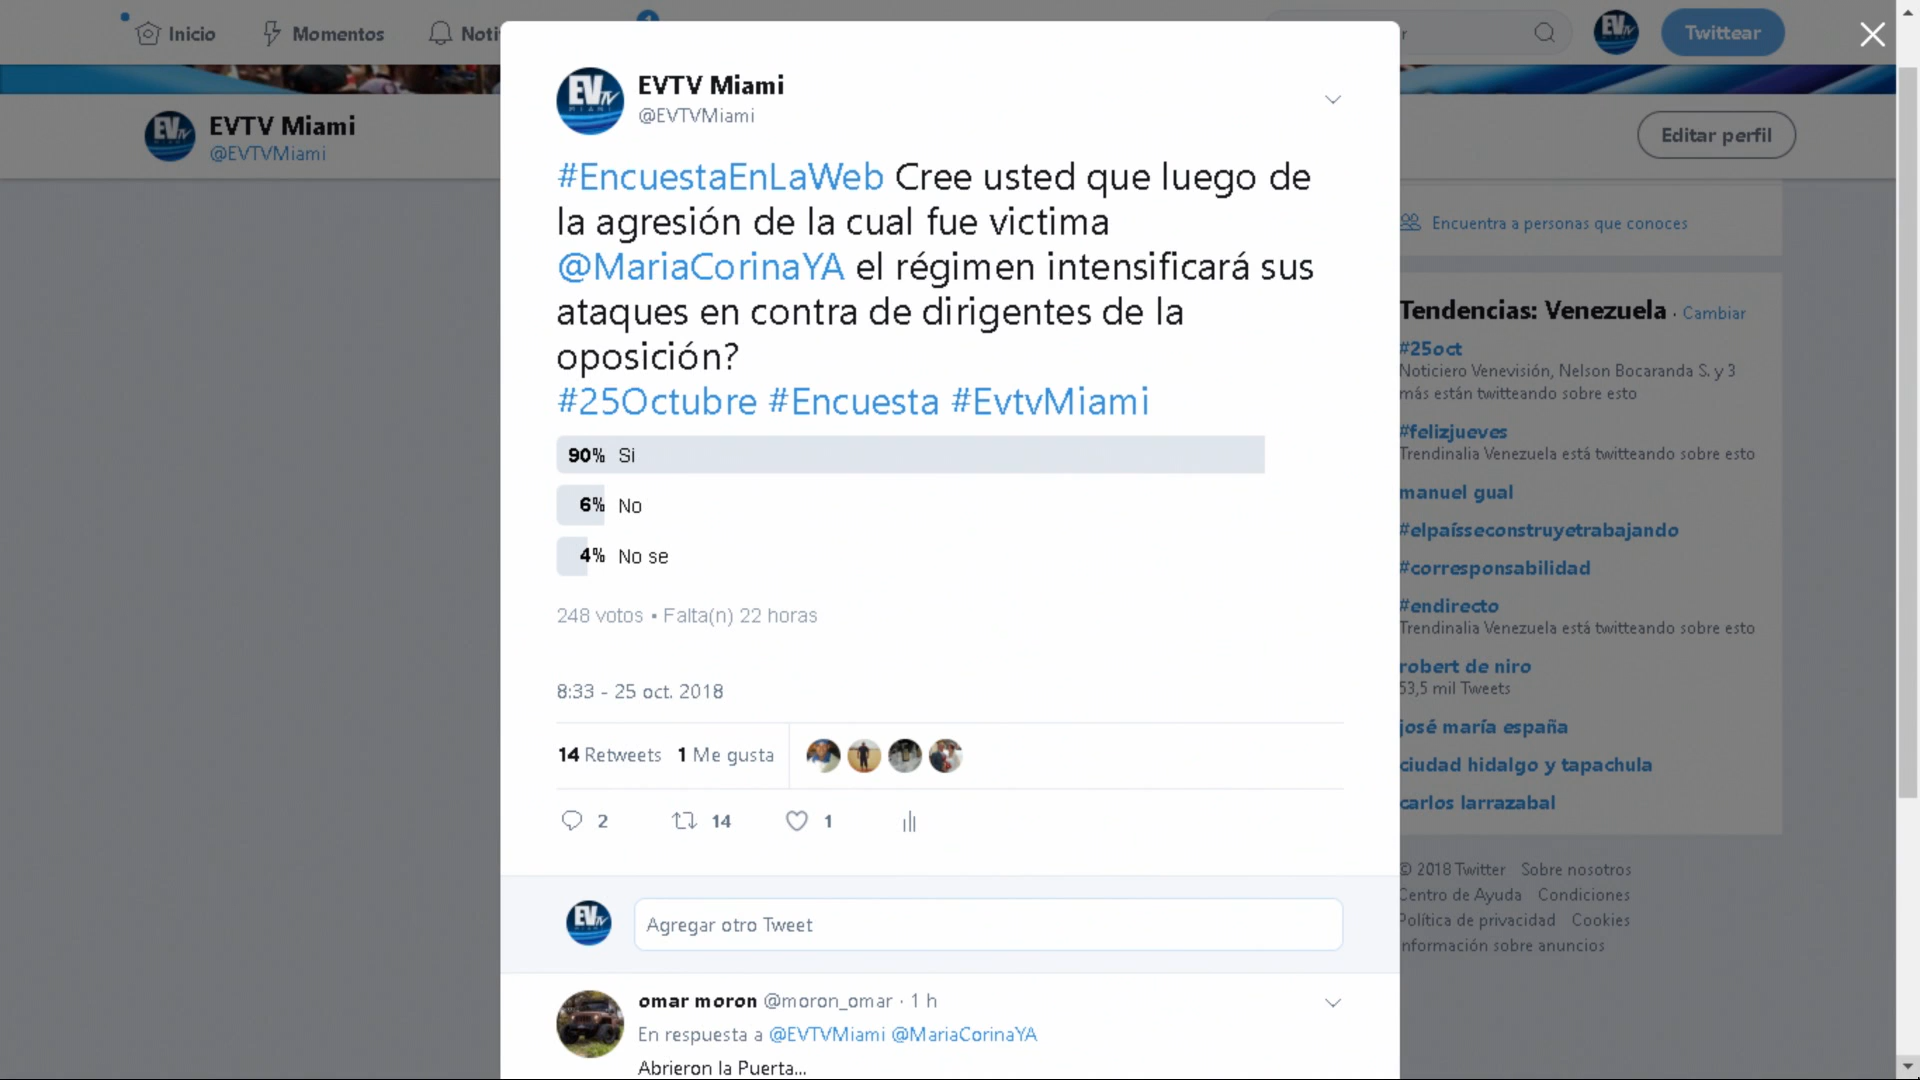 Inicio
Momentos
Noti
1
r
Twittear
EVTV Miami
@EVTVMiami
Editar perfil
EVTV Miami
@EVTVMiami
#EncuestaEnLaWeb Cree usted que luego de
la agresión de la cual fue victima
@MariaCorinaYA el régimen intensificará sus
ataques en contra de dirigentes de la
oposición?
#25Octubre #Encuesta #EvtvMiami
90% Si
6% No
4% No se
248 votos • Falta(n) 22 horas
8:33 - 25 oct. 2018
14 Retweets 1 Me gusta
2 14 1
Agregar otro Tweet
omar moron @moron_omar · 1 h
En respuesta a @EVTVMiami @MariaCorinaYA
Abrieron la Puerta...
Encuentra a personas que conoces
Tendencias: Venezuela · Cambiar
#25oct
Noticiero Venevisión, Nelson Bocaranda S. y 3
más están twitteando sobre esto
#felizjueves
Trendinalia Venezuela está twitteando sobre esto
manuel gual
#elpaísseconstruyetrabajando
#corresponsabilidad
#endirecto
Trendinalia Venezuela está twitteando sobre esto
robert de niro
53,5 mil Tweets
josé maría españa
ciudad hidalgo y tapachula
carlos larrazabal
© 2018 Twitter Sobre nosotros
Centro de Ayuda Condiciones
Política de privacidad Cookies
Información sobre anuncios